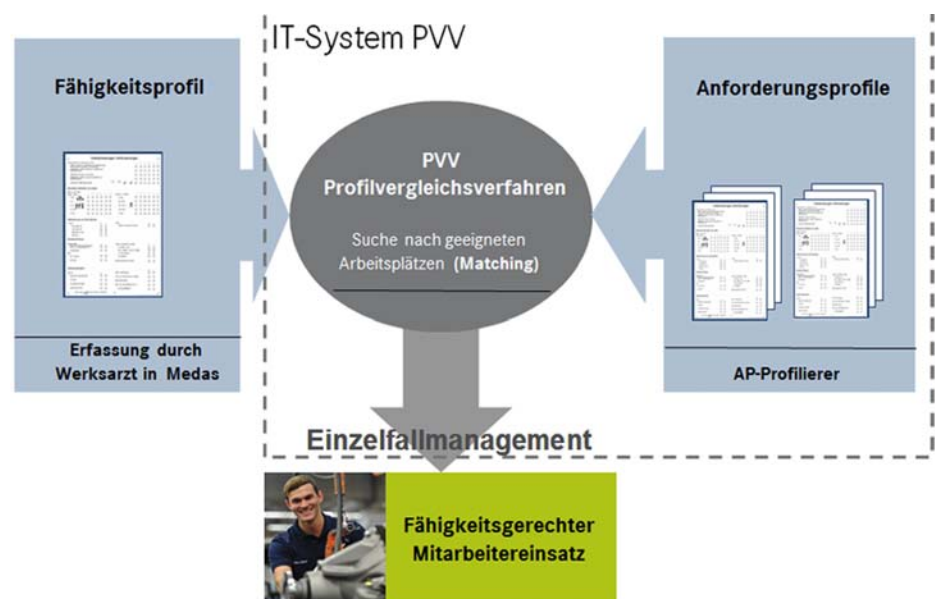 IT-System PVV
Fähigkeitsprofil
Erfassung durch
Werksarzt in Medas
PVV
Profilvergleichsverfahren
Suche nach geeigneten
Arbeitsplätzen (Matching)
Anforderungsprofile
AP-Profilierer
Einzelfallmanagement
Fähigkeitsgerechter
Mitarbeitereinsatz